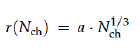 r(N_ch) = a · N_ch^1/3